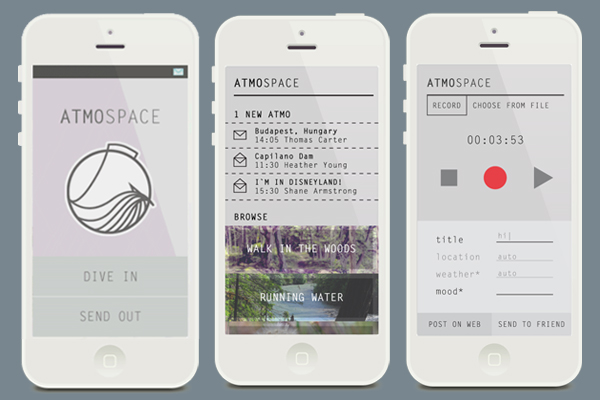 ATMOSPACE
DIVE IN
SEND OUT
ATMOSPACE
1 NEW ATMO
Budapest, Hungary
14:05 Thomas Carter
Capilano Dam
11:30 Heather Young
I'M IN DISNEYLAND!
15:30 Shane Armstrong
BROWSE
WALK IN THE WOODS
RUNNING WATER
ATMOSPACE
RECORD CHOOSE FROM FILE
00:03:53
title hi|
location auto
weather* auto
mood*
POST ON WEB SEND TO FRIEND